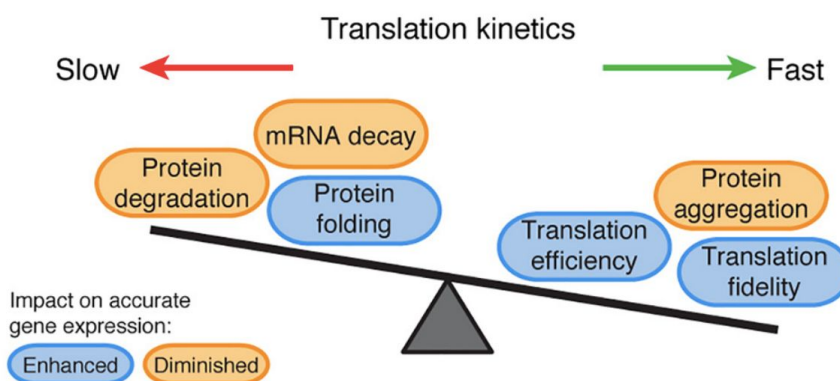 Translation kinetics
Slow
Fast
mRNA decay
Protein
degradation
Protein
folding
Protein
aggregation
Translation
efficiency
Translation
fidelity
Impact on accurate
gene expression:
Enhanced
Diminished